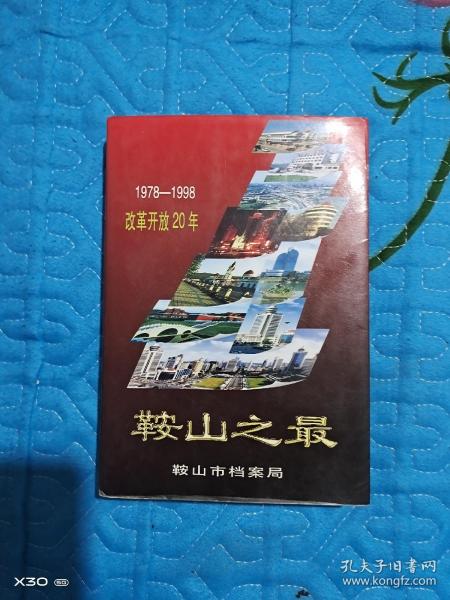 1978—1998
改革开放20年
鞍山之最
鞍山市档案局
X30 5G
孔夫子旧书网
www.kongfz.com